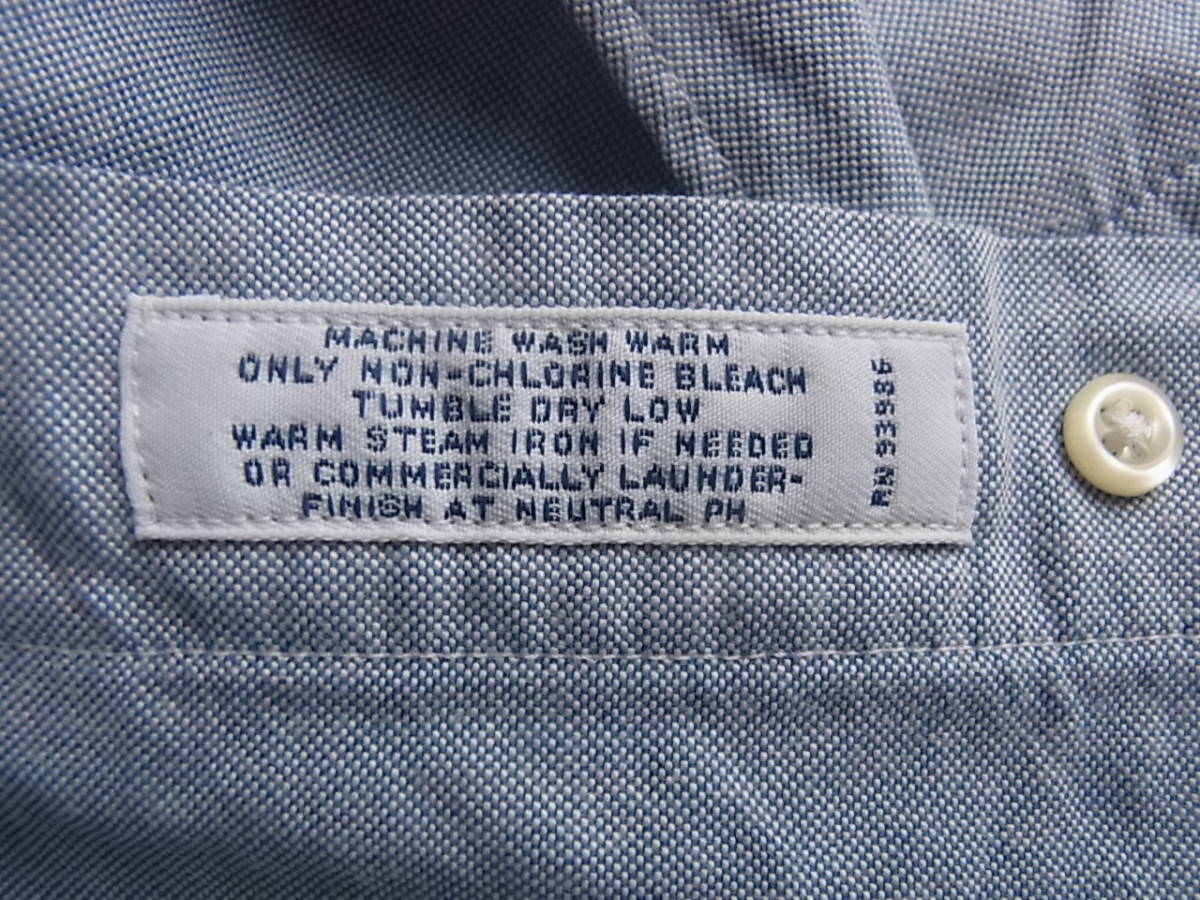 MACHINE WASH WARM
ONLY NON-CHLORINE BLEACH
TUMBLE DRY LOW
WARM STEAM IRON IF NEEDED
OR COMMERCIALLY LAUNDER-
FINISH AT NEUTRAL PH
RN 93986